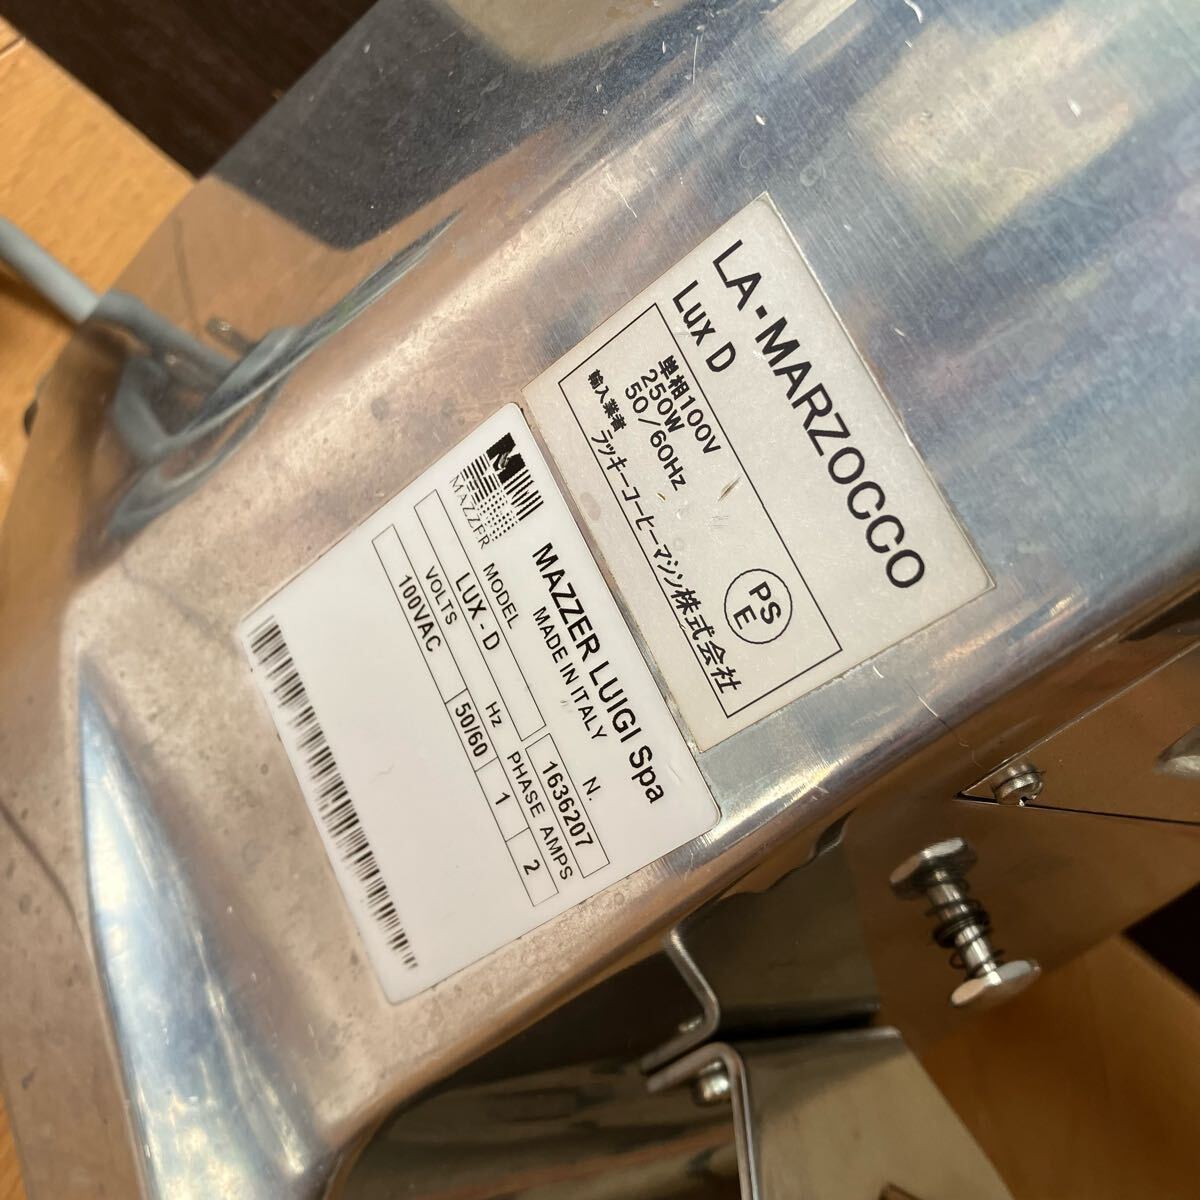 LA-MARZOCCO
Lux D
単相100V
250W
50/60Hz
輸入業者 ラッキーコーヒーマシン株式会社
PS
E
MAZZER
MAZZER LUIGI Spa
MADE IN ITALY
MODEL N.
LUX - D 1636207
VOLTS Hz PHASE AMPS
100VAC 50/60 1 2